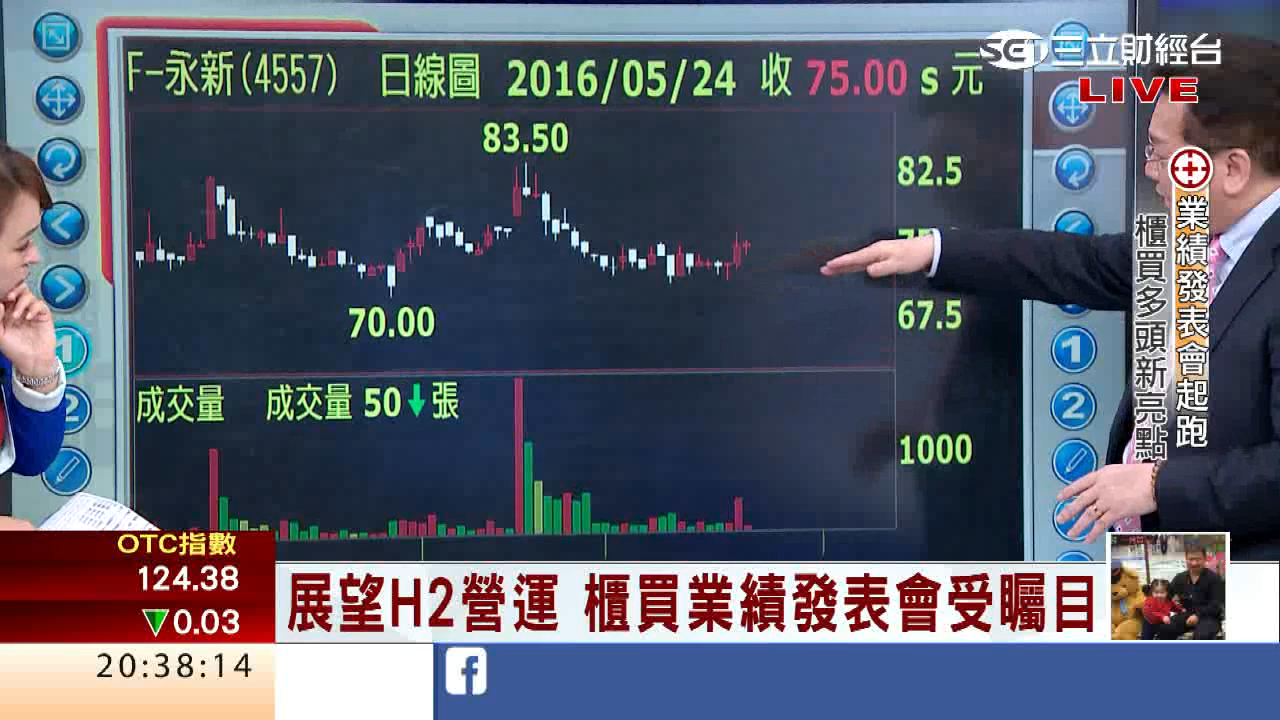 F-永新(4557) 日線圖 2016/05/24 收 75.00 s 元
SET三立財經台
LIVE
83.50
82.5
70.00
67.5
成交量 成交量 50↓張
1000
1
2
業績發表會起跑
櫃買多頭新亮點
OTC指數
124.38
▼0.03
展望H2營運 櫃買業績發表會受矚目
20:38:14
f